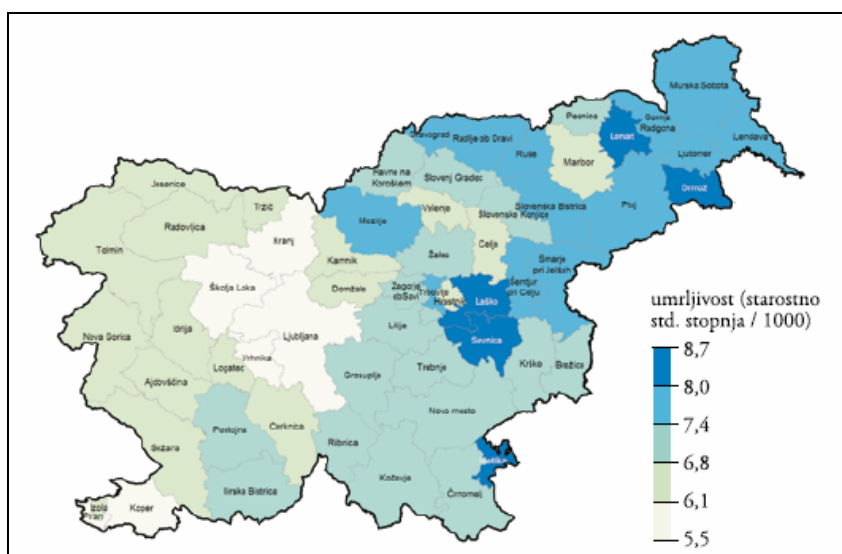 Murska Sobota
Pesnica
Gornja
Radgona
Lenart
Dravograd
Radlje ob Dravi
Ruše
Maribor
Ljutomer
Lendava
Ravne na
Koroškem
Slovenj Gradec
Ormož
Jesenice
Tržič
Radovljica
Mozirje
Velenje
Slovenska Bistrica
Slovenske Konjice
Ptuj
Kranj
Tolmin
Kamnik
Žalec
Celje
Šmarje
pri Jelšah
Škofja Loka
Domžale
Zagorje
ob Savi
Trbovlje
Hrastnik
Laško
Šentjur
pri Celju
Nova Gorica
Idrija
Ljubljana
Litija
Sevnica
Vrhnika
Logatec
Grosuplje
Trebnje
Krško
Brežice
Ajdovščina
Postojna
Cerknica
Novo mesto
Sežana
Ribnica
Metlika
Ilirska Bistrica
Kočevje
Črnomelj
Izola
Piran
Koper
umrljivost (starostno
std. stopnja / 1000)
8,7
8,0
7,4
6,8
6,1
5,5